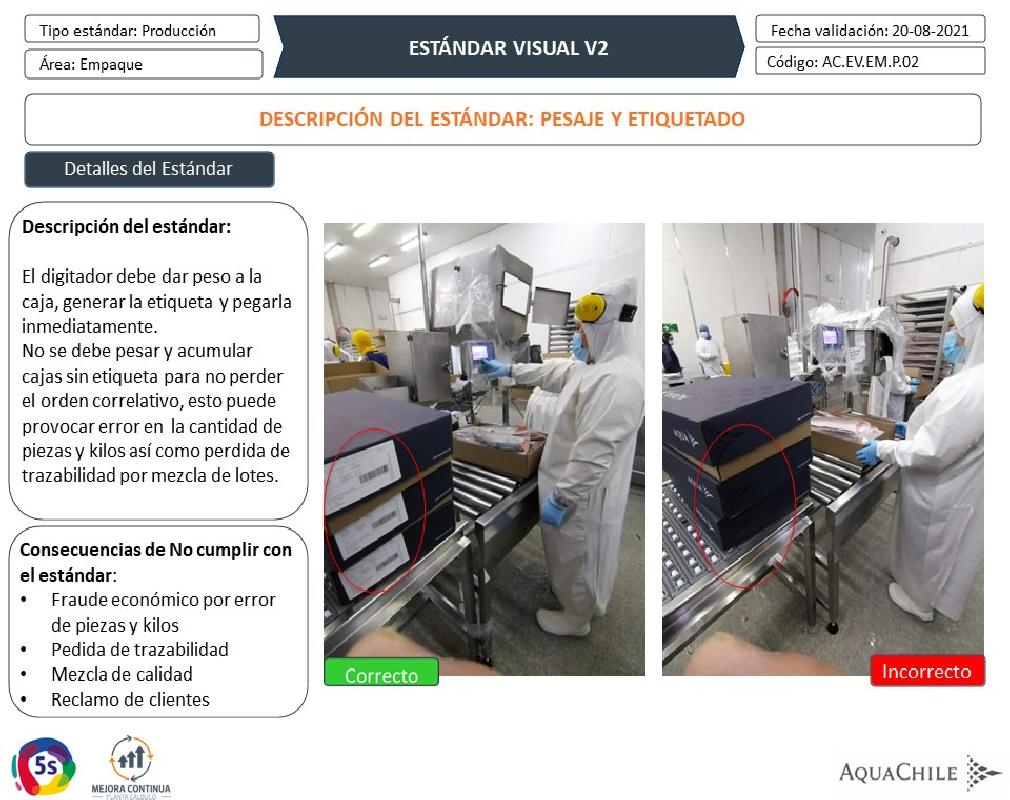 Tipo estándar: Producción
Área: Empaque
ESTÁNDAR VISUAL V2
Fecha validación: 20-08-2021
Código: AC.EV.EM.P.02
DESCRIPCIÓN DEL ESTÁNDAR: PESAJE Y ETIQUETADO
Detalles del Estándar
Descripción del estándar:
El digitador debe dar peso a la
caja, generar la etiqueta y pegarla
inmediatamente.
No se debe pesar y acumular
cajas sin etiqueta para no perder
el orden correlativo, esto puede
provocar error en la cantidad de
piezas y kilos así como perdida de
trazabilidad por mezcla de lotes.
Consecuencias de No cumplir con
el estándar:
• Fraude económico por error
de piezas y kilos
• Pedida de trazabilidad
• Mezcla de calidad
• Reclamo de clientes
Correcto
Incorrecto
5s
MEJORA CONTINUA
PLANTA CALBUCO
AQUACHILE